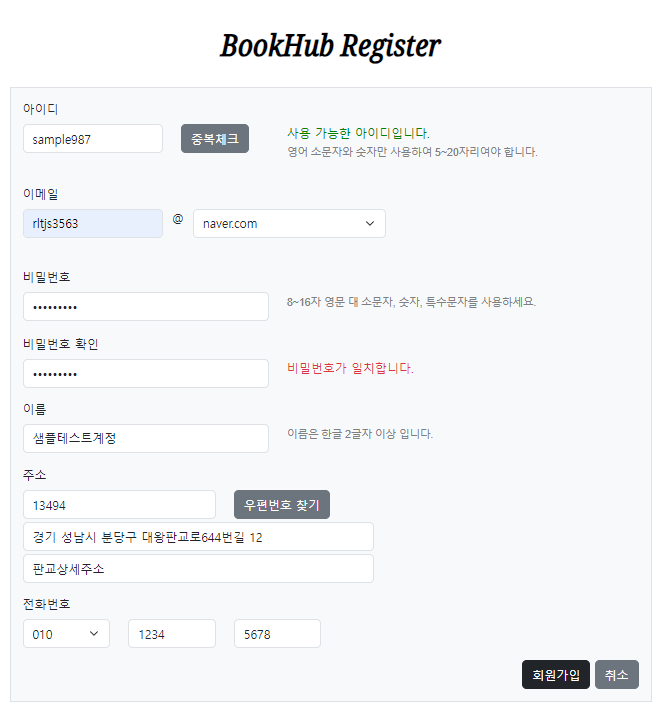 BookHub Register
아이디
sample987 중복체크 사용 가능한 아이디입니다.
영어 소문자와 숫자만 사용하여 5~20자리여야 합니다.
이메일
rltjs3563 @ naver.com
비밀번호
••••••••• 8~16자 영문 대 소문자, 숫자, 특수문자를 사용하세요.
비밀번호 확인
••••••••• 비밀번호가 일치합니다.
이름
샘플테스트계정 이름은 한글 2글자 이상 입니다.
주소
13494 우편번호 찾기
경기 성남시 분당구 대왕판교로644번길 12
판교상세주소
전화번호
010 1234 5678
회원가입 취소